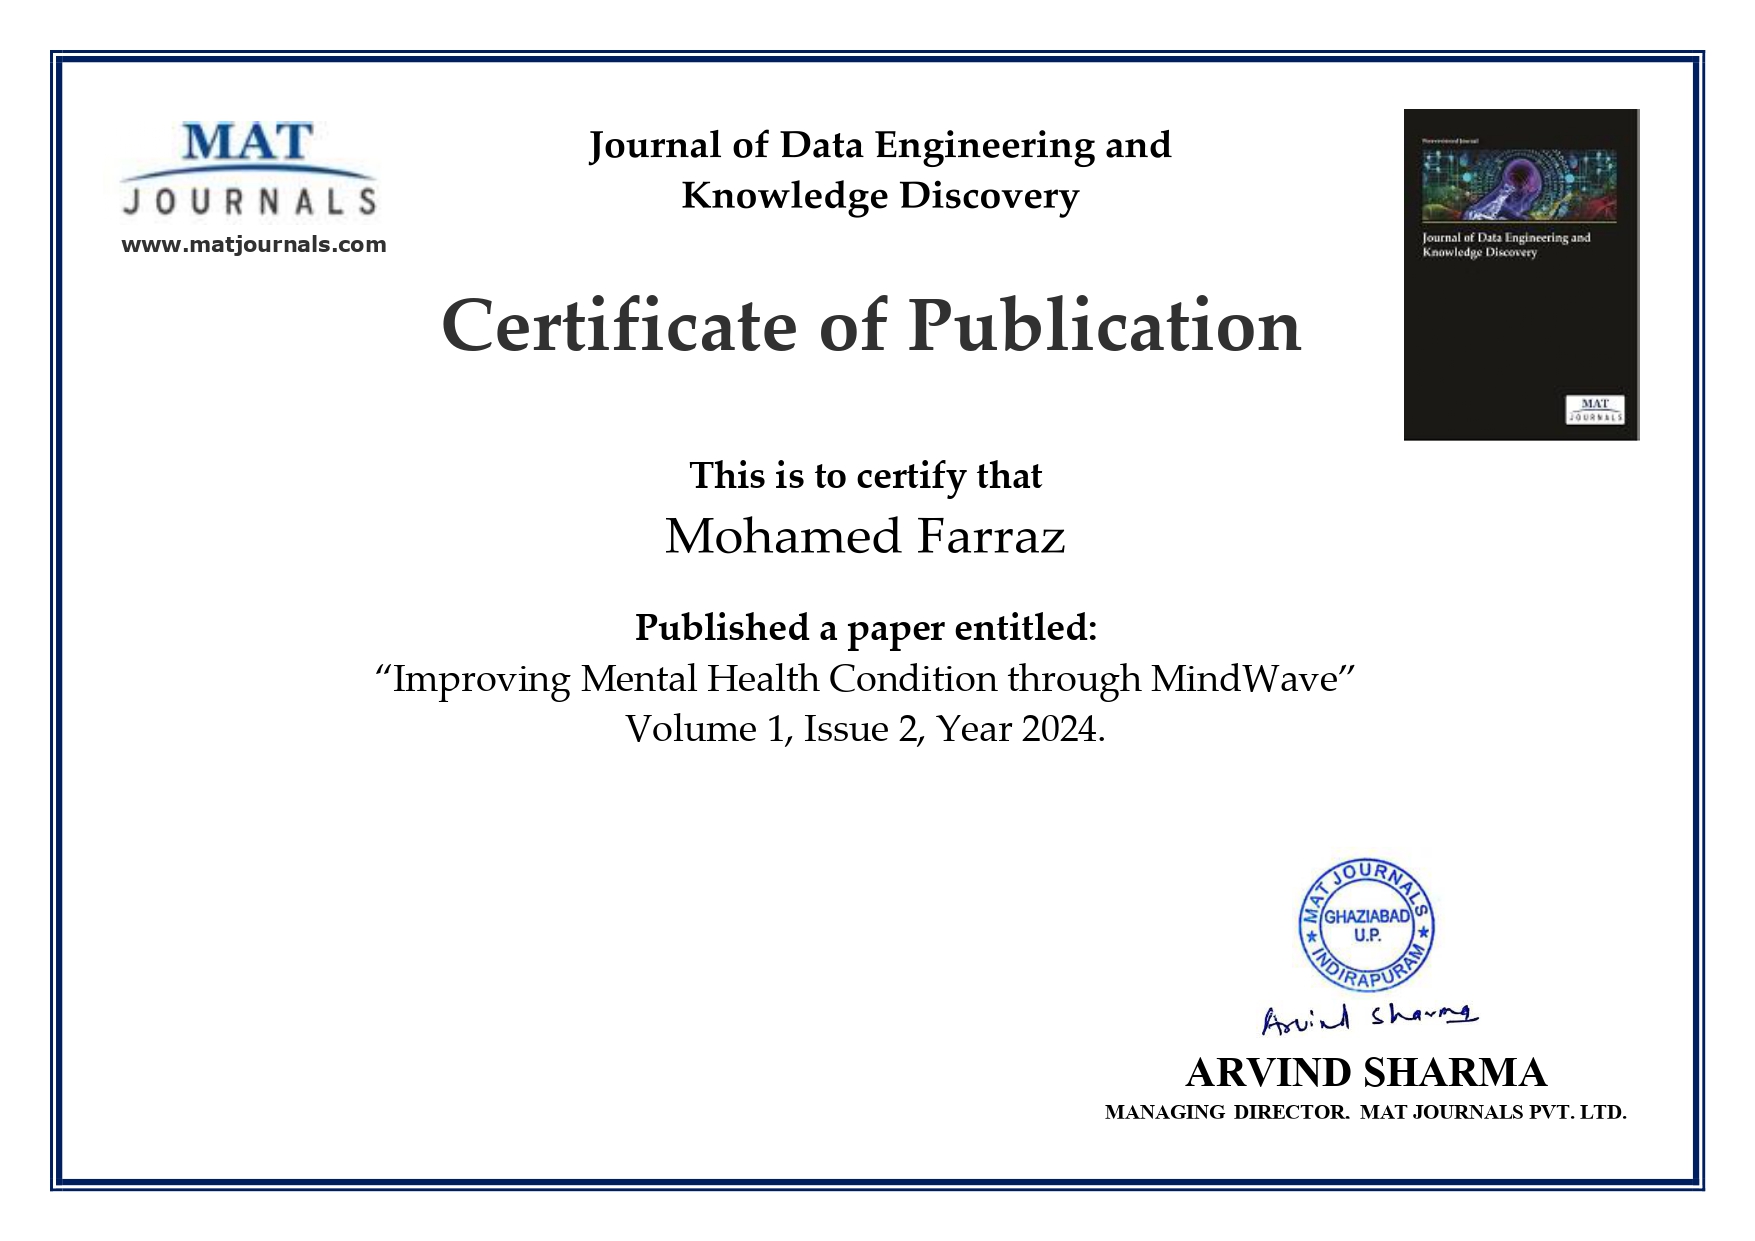 MAT
JOURNALS
www.matjournals.com
Journal of Data Engineering and
Knowledge Discovery
Peer-reviewed Journal
Journal of Data Engineering and
Knowledge Discovery
MAT
JOURNALS
Certificate of Publication
This is to certify that
Mohamed Farraz
Published a paper entitled:
“Improving Mental Health Condition through MindWave”
Volume 1, Issue 2, Year 2024.
MAT JOURNALS
GHAZIABAD
U.P.
★ INDIRAPURAM ★
Arvind Sharma
ARVIND SHARMA
MANAGING DIRECTOR. MAT JOURNALS PVT. LTD.